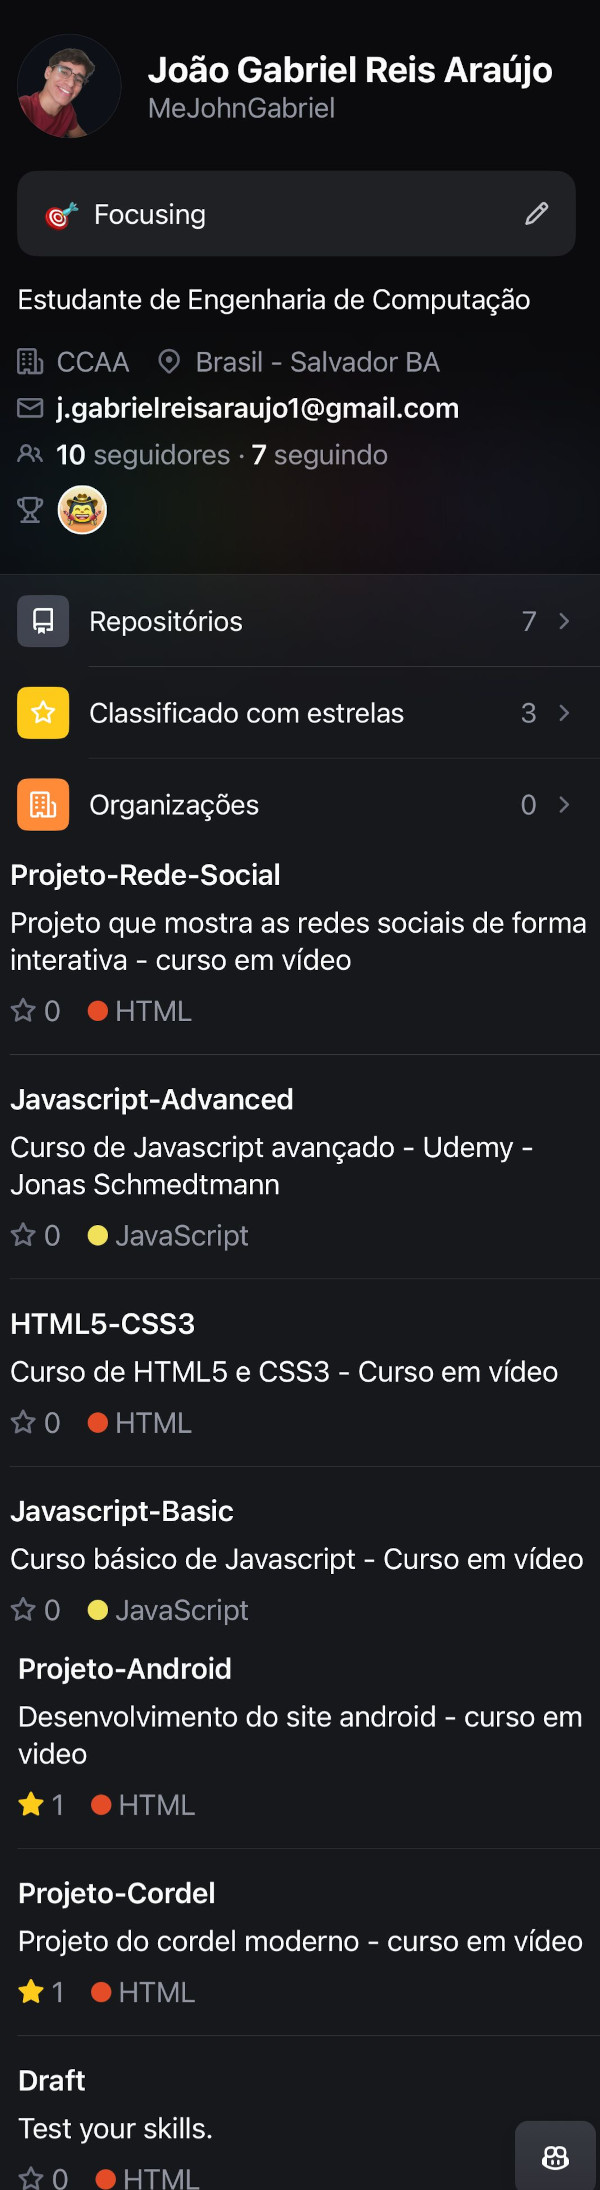 João Gabriel Reis Araújo
MeJohnGabriel
Focusing
Estudante de Engenharia de Computação
CCAA Brasil - Salvador BA
j.gabrielreisaraujo1@gmail.com
10 seguidores · 7 seguindo
Repositórios 7
Classificado com estrelas 3
Organizações 0
Projeto-Rede-Social
Projeto que mostra as redes sociais de forma
interativa - curso em vídeo
0 HTML
Javascript-Advanced
Curso de Javascript avançado - Udemy -
Jonas Schmedtmann
0 JavaScript
HTML5-CSS3
Curso de HTML5 e CSS3 - Curso em vídeo
0 HTML
Javascript-Basic
Curso básico de Javascript - Curso em vídeo
0 JavaScript
Projeto-Android
Desenvolvimento do site android - curso em
video
1 HTML
Projeto-Cordel
Projeto do cordel moderno - curso em vídeo
1 HTML
Draft
Test your skills.
0 HTML